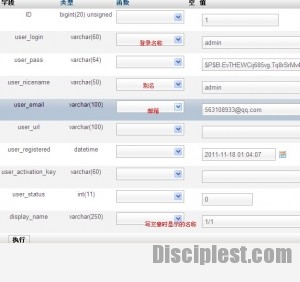 字段 类型 函数 空 值
ID bigint(20) unsigned 1
user_login varchar(60) 登录名称 admin
user_pass varchar(64)
user_nicename varchar(50) 别名 admin
user_email varchar(100) 邮箱 563108933@qq.com
user_url varchar(100)
user_registered datetime 2011-11-18 01:04:07
user_activation_key varchar(60)
user_status int(11) 0
display_name varchar(250) 写文章时显示的名称 1/1
执行
Disciplest.com